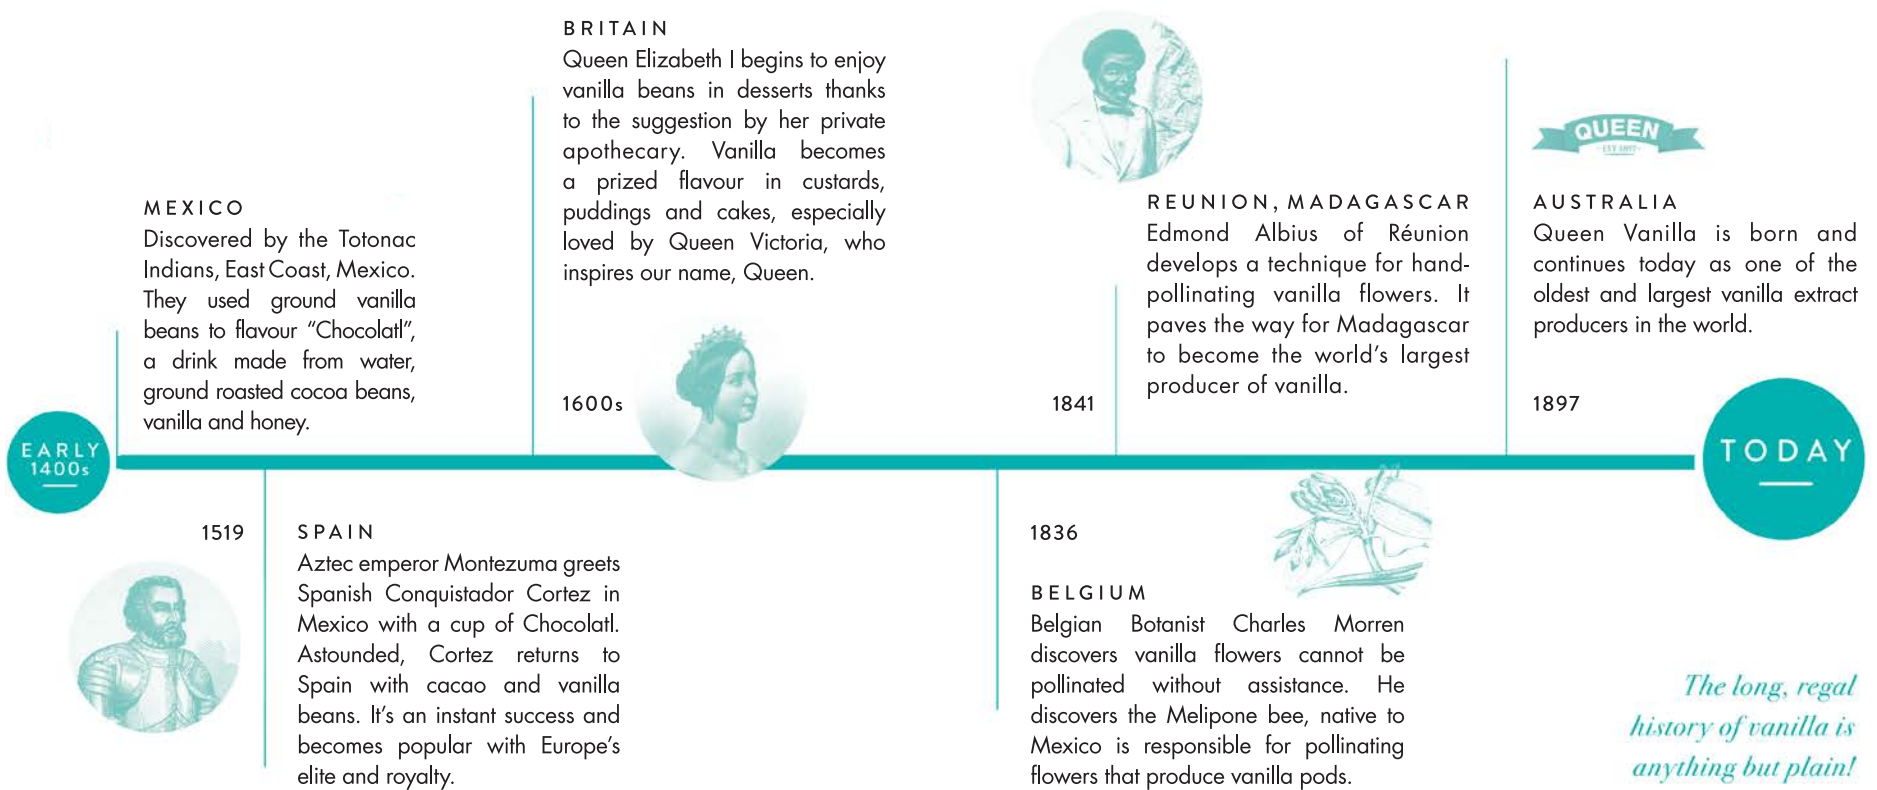 EARLY
1400s
MEXICO
Discovered by the Totonac
Indians, East Coast, Mexico.
They used ground vanilla
beans to flavour “Chocolatl”,
a drink made from water,
ground roasted cocoa beans,
vanilla and honey.
1519
SPAIN
Aztec emperor Montezuma greets
Spanish Conquistador Cortez in
Mexico with a cup of Chocolatl.
Astounded, Cortez returns to
Spain with cacao and vanilla
beans. It’s an instant success and
becomes popular with Europe’s
elite and royalty.
BRITAIN
Queen Elizabeth I begins to enjoy
vanilla beans in desserts thanks
to the suggestion by her private
apothecary. Vanilla becomes
a prized flavour in custards,
puddings and cakes, especially
loved by Queen Victoria, who
inspires our name, Queen.
1600s
1836
BELGIUM
Belgian Botanist Charles Morren
discovers vanilla flowers cannot be
pollinated without assistance. He
discovers the Melipone bee, native to
Mexico is responsible for pollinating
flowers that produce vanilla pods.
1841
REUNION, MADAGASCAR
Edmond Albius of Réunion
develops a technique for hand-
pollinating vanilla flowers. It
paves the way for Madagascar
to become the world’s largest
producer of vanilla.
QUEEN
EST 1897
AUSTRALIA
Queen Vanilla is born and
continues today as one of the
oldest and largest vanilla extract
producers in the world.
1897
TODAY
The long, regal
history of vanilla is
anything but plain!